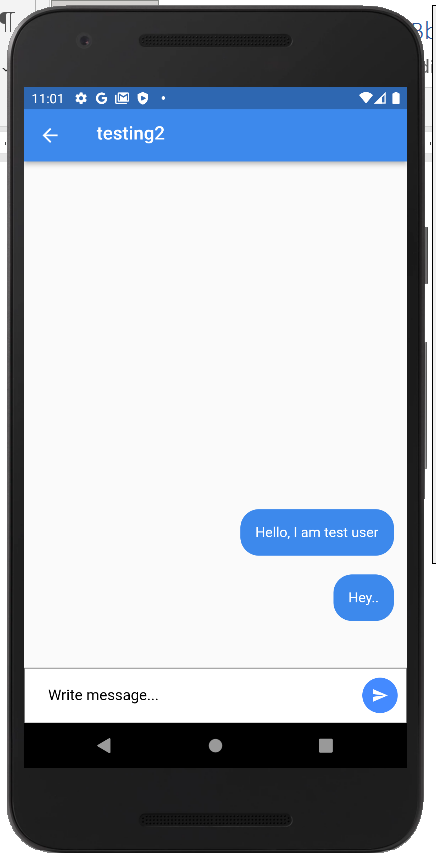 11:01
testing2
Hello, I am test user
Hey..
Write message...